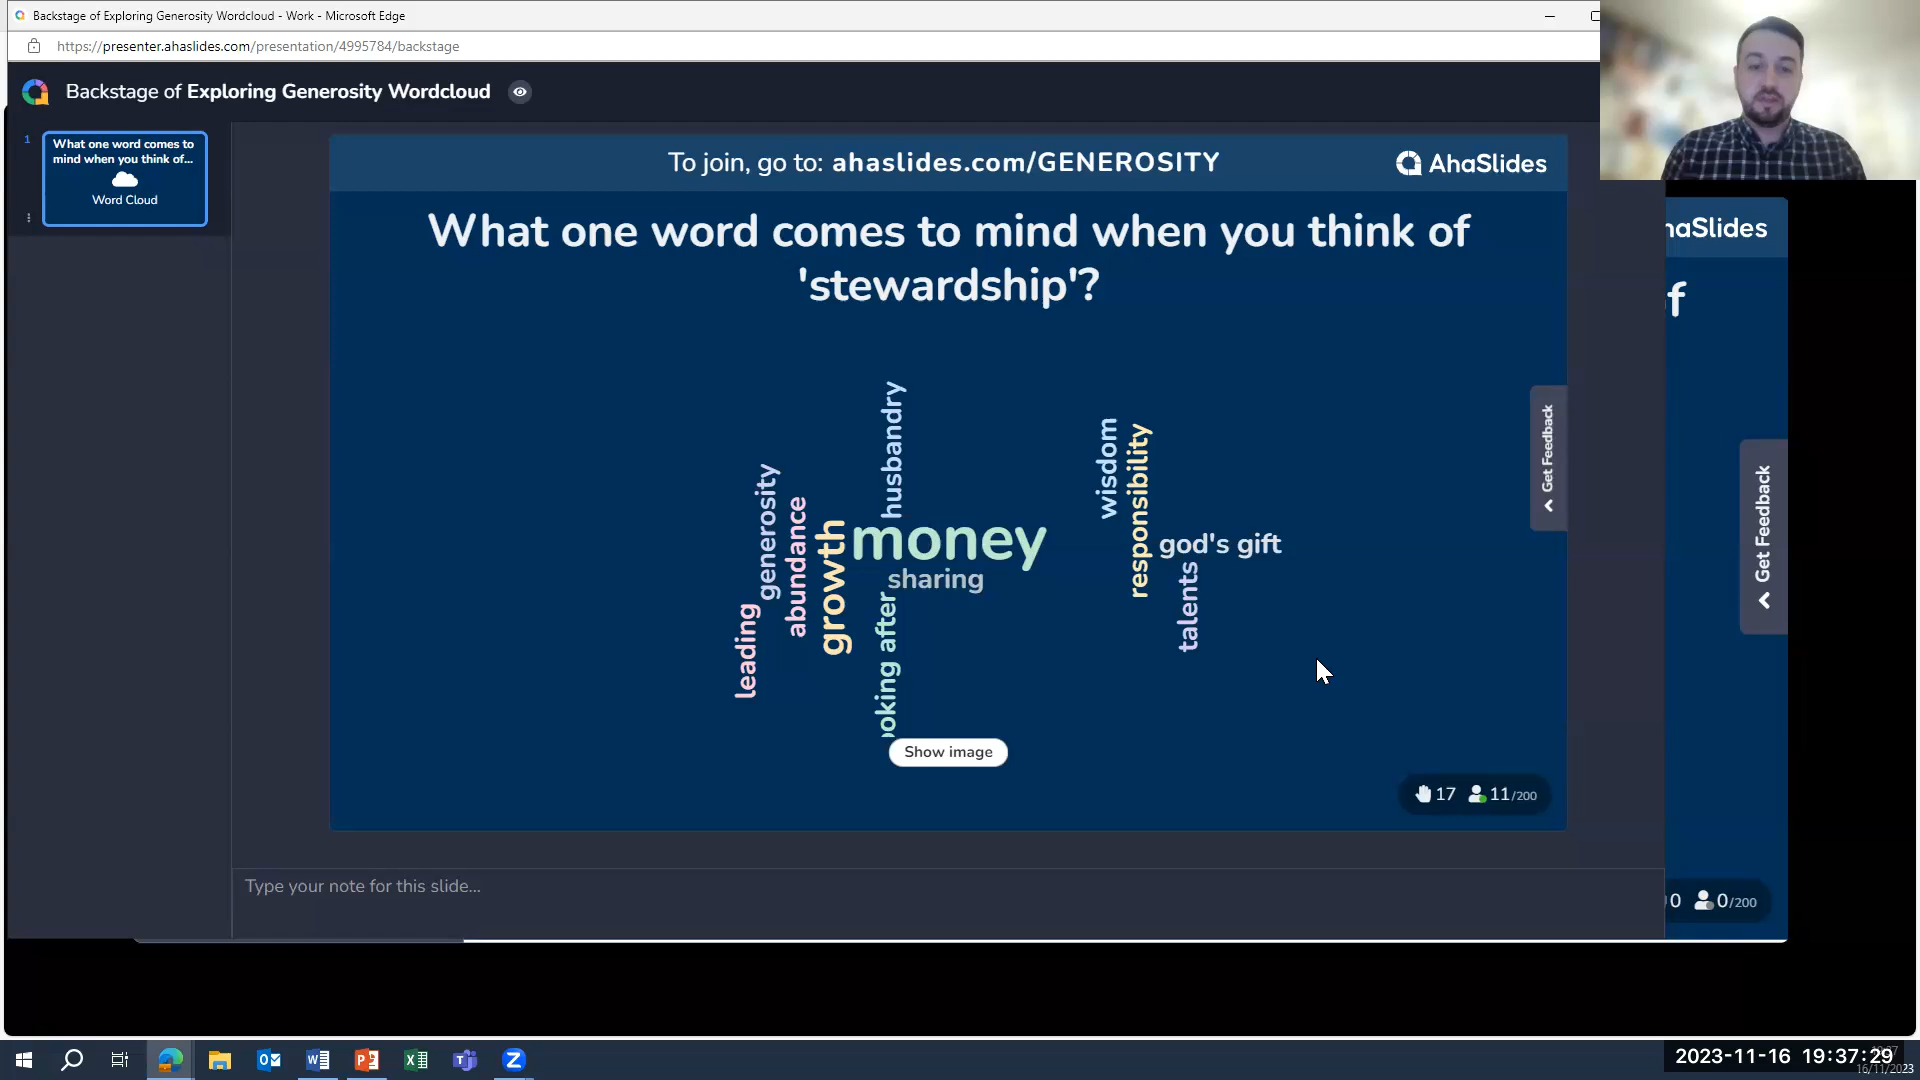 Backstage of Exploring Generosity Wordcloud - Work - Microsoft Edge
https://presenter.ahaslides.com/presentation/4995784/backstage
Backstage of Exploring Generosity Wordcloud
1
What one word comes to
mind when you think of...
Word Cloud
To join, go to: ahaslides.com/GENEROSITY
AhaSlides
What one word comes to mind when you think of
'stewardship'?
husbandry
wisdom
responsibility
generosity
abundance
growth
money
sharing
god's gift
talents
leading
ooking after
Show image
Get Feedback
17
11/200
Type your note for this slide...
haSlides
of
Get Feedback
0
0/200
2023-11-16 19:37:29
16/11/2023